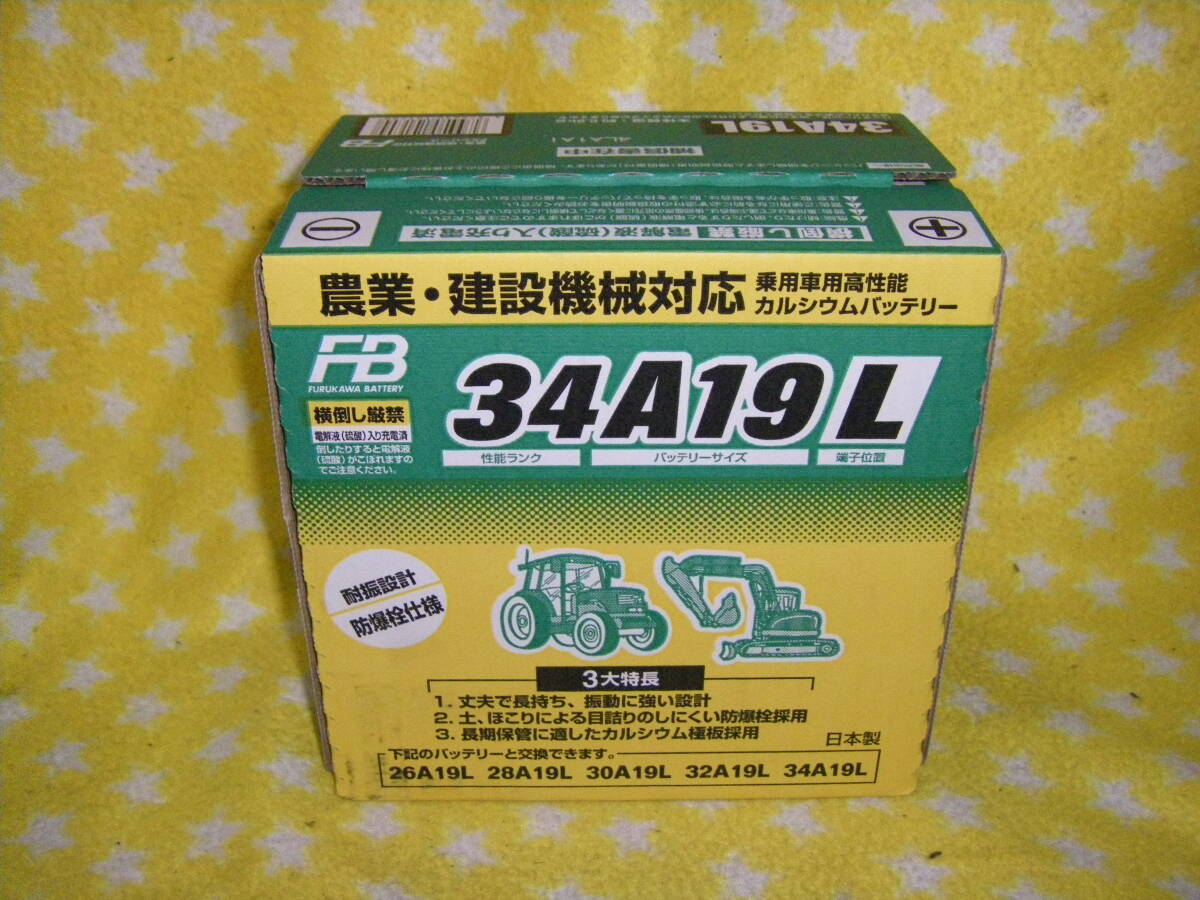 34A19L
4LA1A1
補償書在中
FB
横倒し厳禁 電解液(硫酸)入り充電済
農業・建設機械対応
乗用車用高性能
カルシウムバッテリー
FB
FURUKAWA BATTERY
34A19L
性能ランク
バッテリーサイズ
端子位置
横倒し厳禁
電解液(硫酸)入り充電済
倒したりすると電解液
(硫酸)がこぼれますの
でご注意ください。
耐振設計
防爆栓仕様
3大特長
1. 丈夫で長持ち、振動に強い設計
2. 土、ほこりによる目詰りのしにくい防爆栓採用
3. 長期保管に適したカルシウム極板採用
日本製
下記のバッテリーと交換できます。
26A19L 28A19L 30A19L 32A19L 34A19L